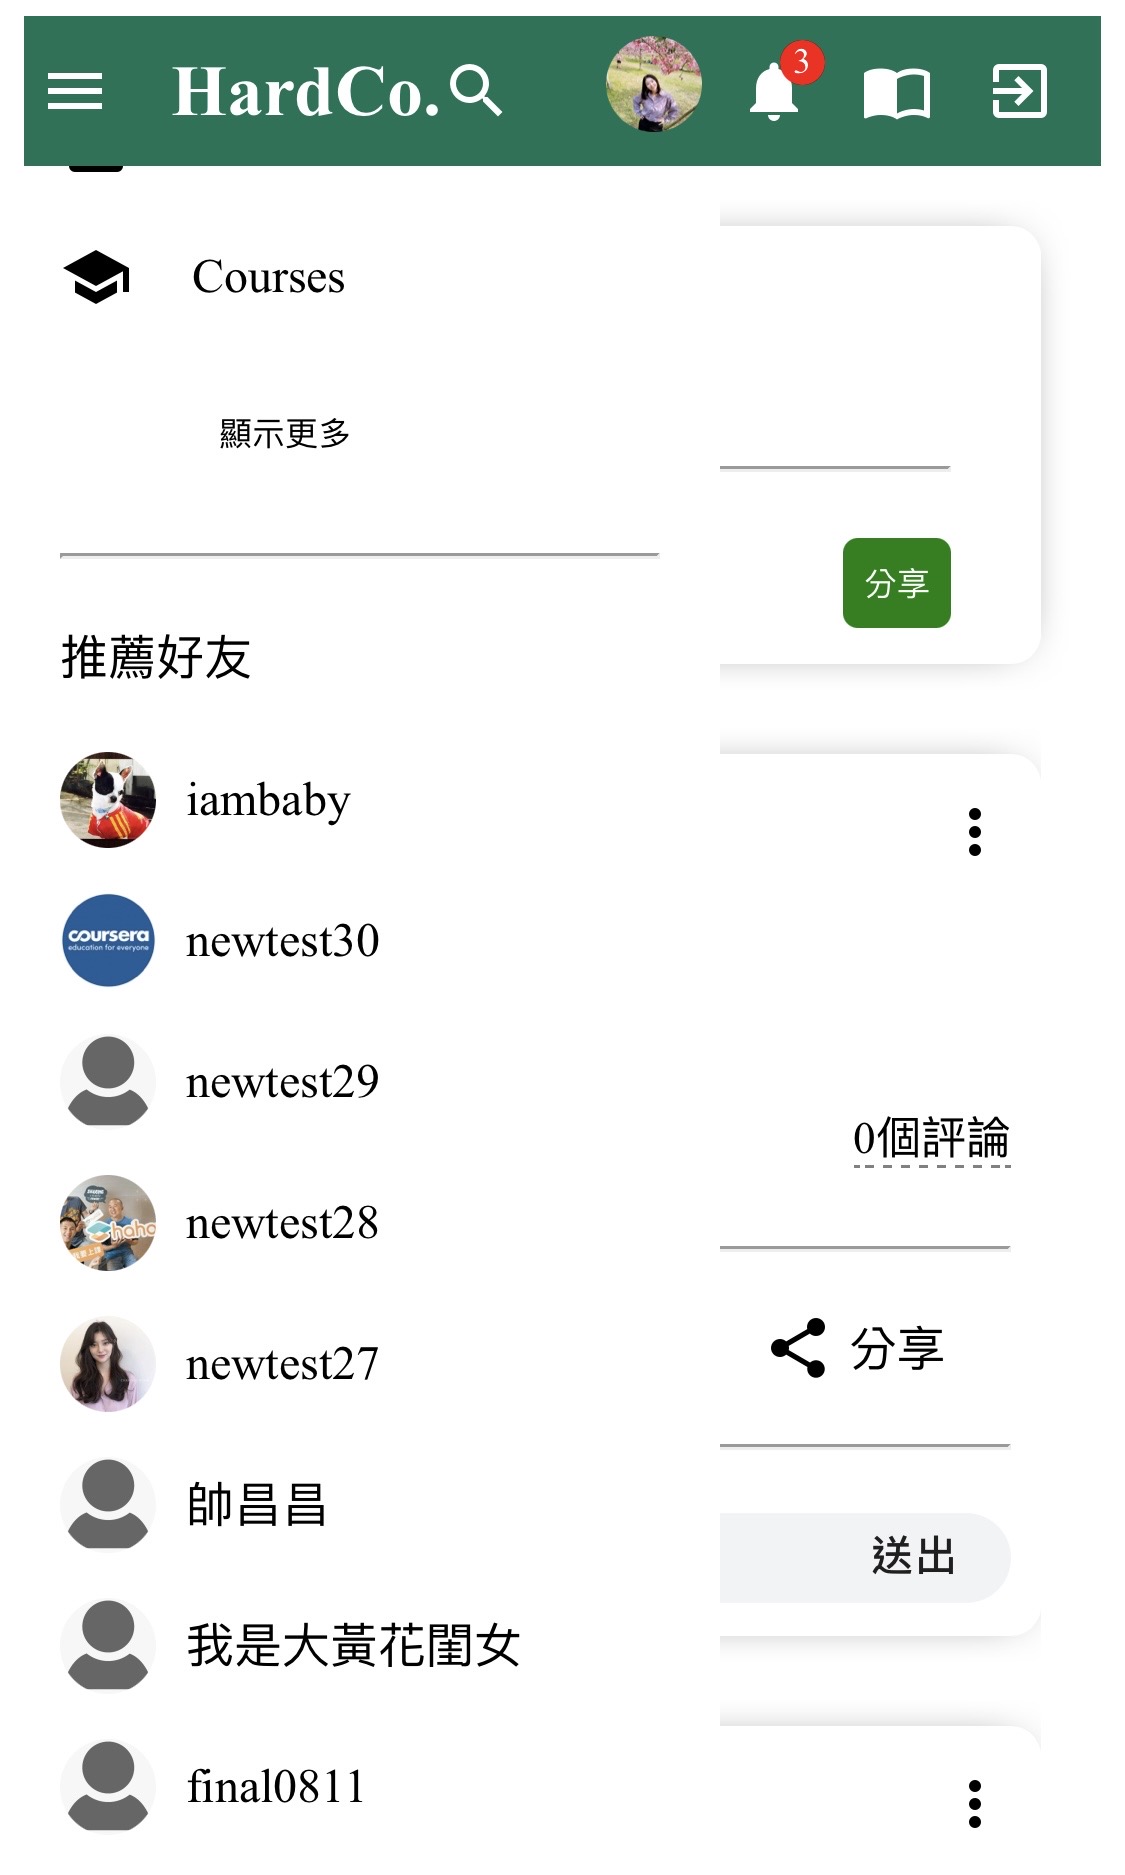 HardCo.
3
Courses
顯示更多
分享
推薦好友
iambaby
newtest30
coursera
education for everyone
newtest29
0個評論
newtest28
haha
分享
newtest27
帥昌昌
送出
我是大黃花閨女
final0811